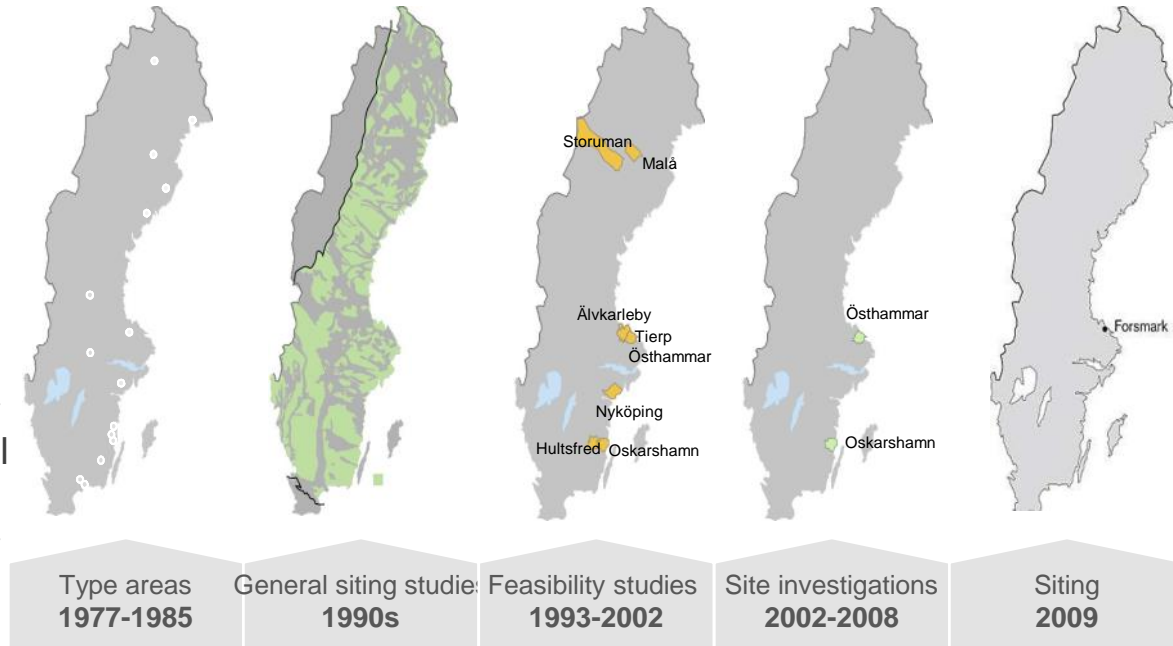 Storuman
Malå
Älvkarleby
Tierp
Östhammar
Nyköping
Hultsfred
Oskarshamn
Östhammar
Oskarshamn
Forsmark
l
Type areas
1977-1985
General siting studies
1990s
Feasibility studies
1993-2002
Site investigations
2002-2008
Siting
2009